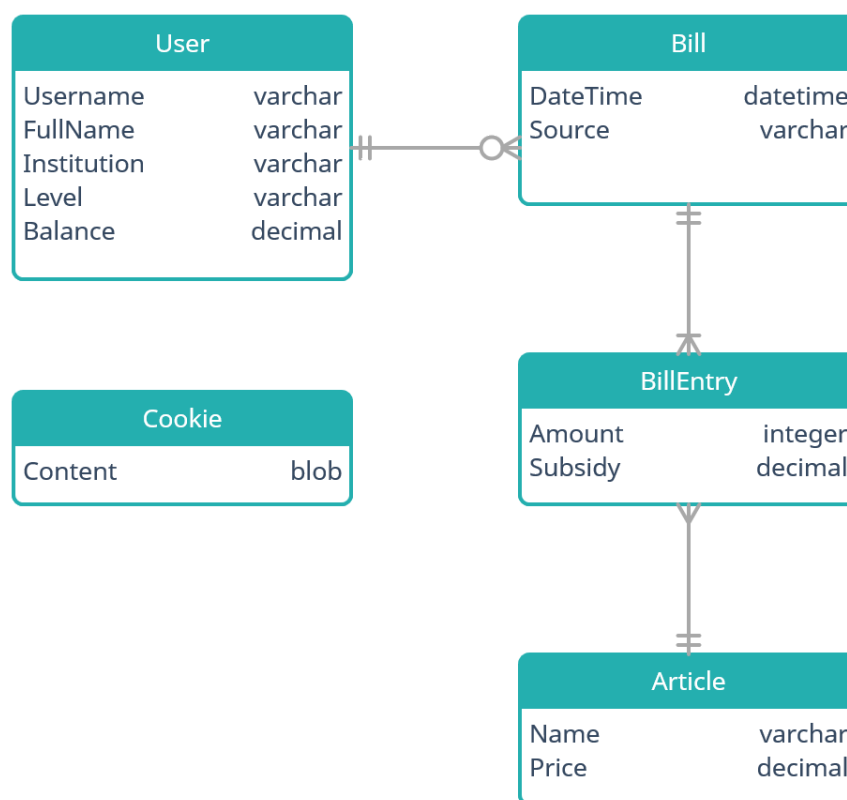 User
Username varchar
FullName varchar
Institution varchar
Level varchar
Balance decimal
Bill
DateTime datetime
Source varchar
Cookie
Content blob
BillEntry
Amount integer
Subsidy decimal
Article
Name varchar
Price decimal